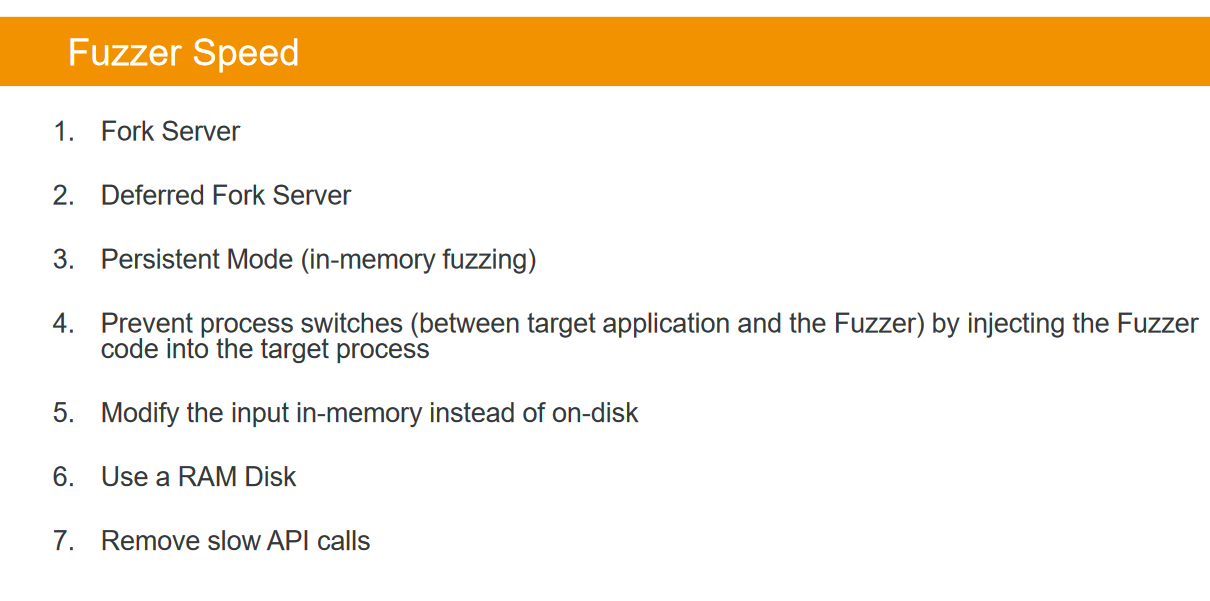 Fuzzer Speed
1. Fork Server
2. Deferred Fork Server
3. Persistent Mode (in-memory fuzzing)
4. Prevent process switches (between target application and the Fuzzer) by injecting the Fuzzer
code into the target process
5. Modify the input in-memory instead of on-disk
6. Use a RAM Disk
7. Remove slow API calls